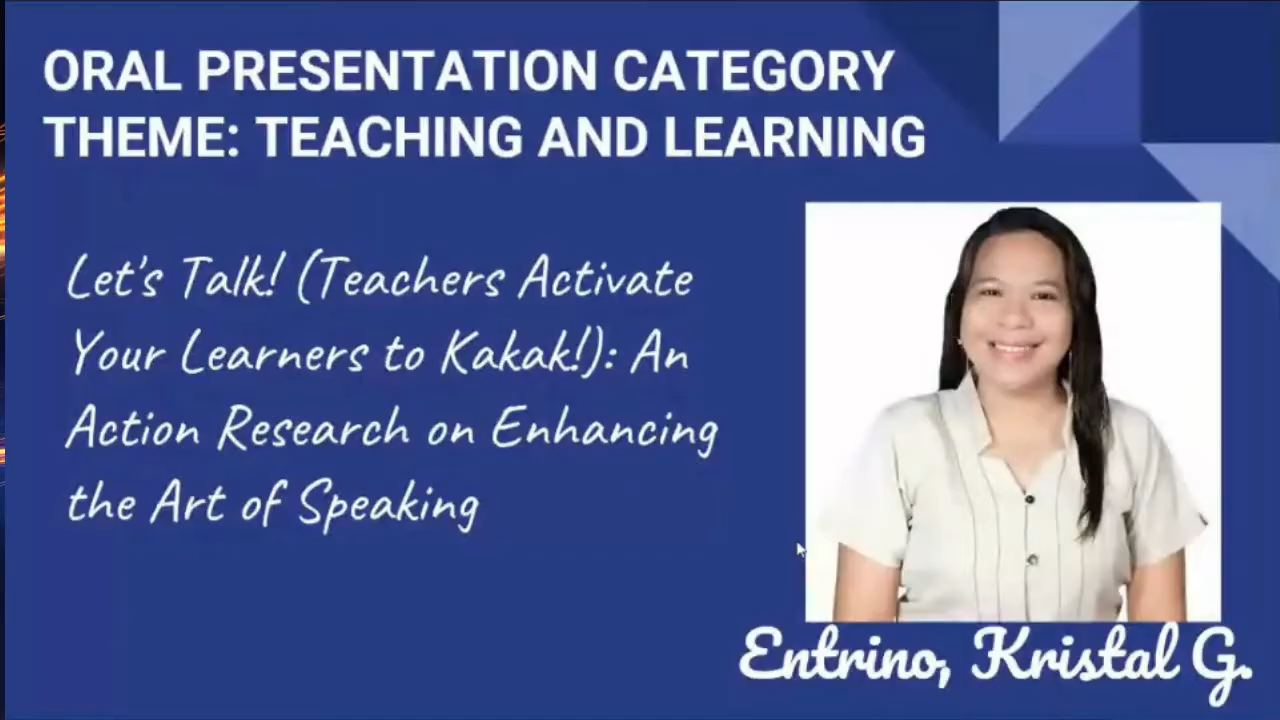 ORAL PRESENTATION CATEGORY
THEME: TEACHING AND LEARNING
Let's Talk! (Teachers Activate
Your Learners to Kakak!): An
Action Research on Enhancing
the Art of Speaking
Entrino, Kristal G.